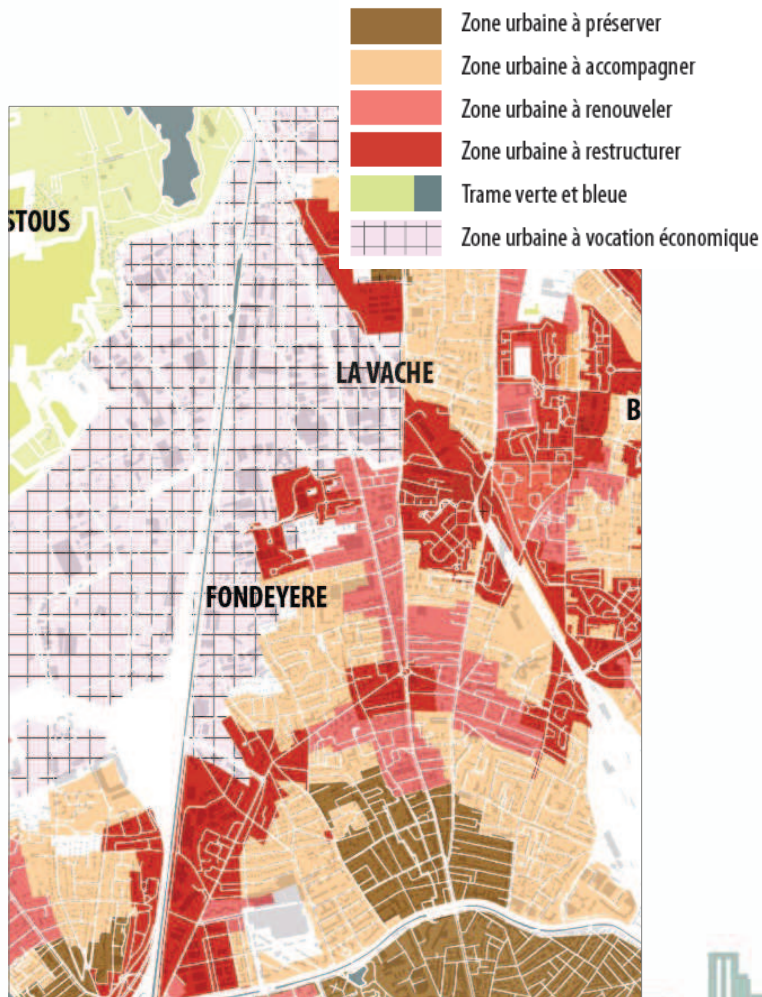 Zone urbaine à préserver
Zone urbaine à accompagner
Zone urbaine à renouveler
Zone urbaine à restructurer
Trame verte et bleue
Zone urbaine à vocation économique
STOUS
LA VACHE
B
FONDEYERE